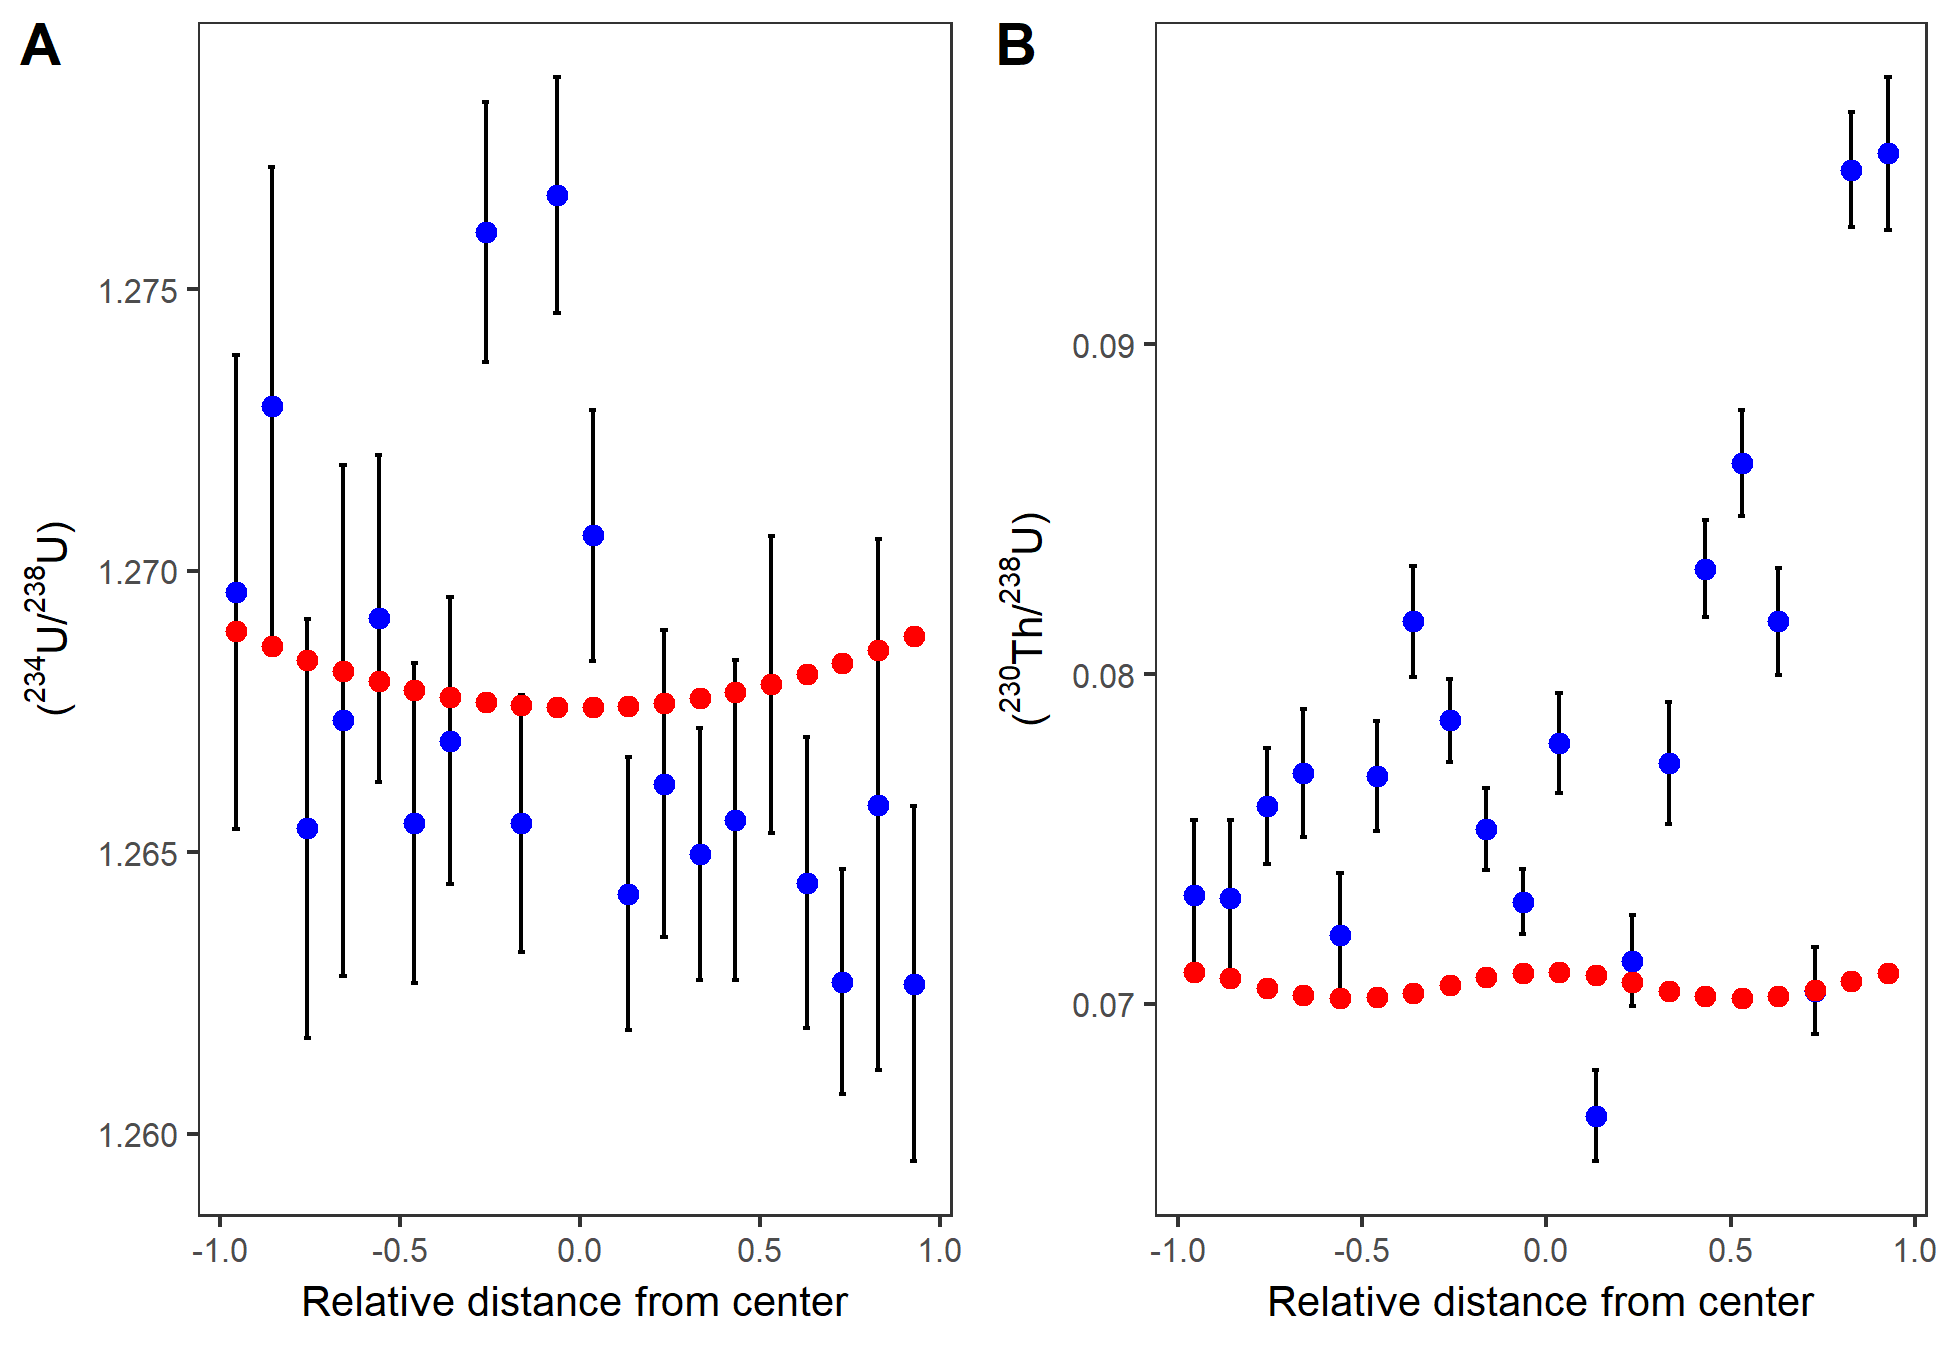 A
(²³⁴U/²³⁸U)
1.275
1.270
1.265
1.260
-1.0 -0.5 0.0 0.5 1.0
Relative distance from center
B
(²³⁰Th/²³⁸U)
0.09
0.08
0.07
-1.0 -0.5 0.0 0.5 1.0
Relative distance from center